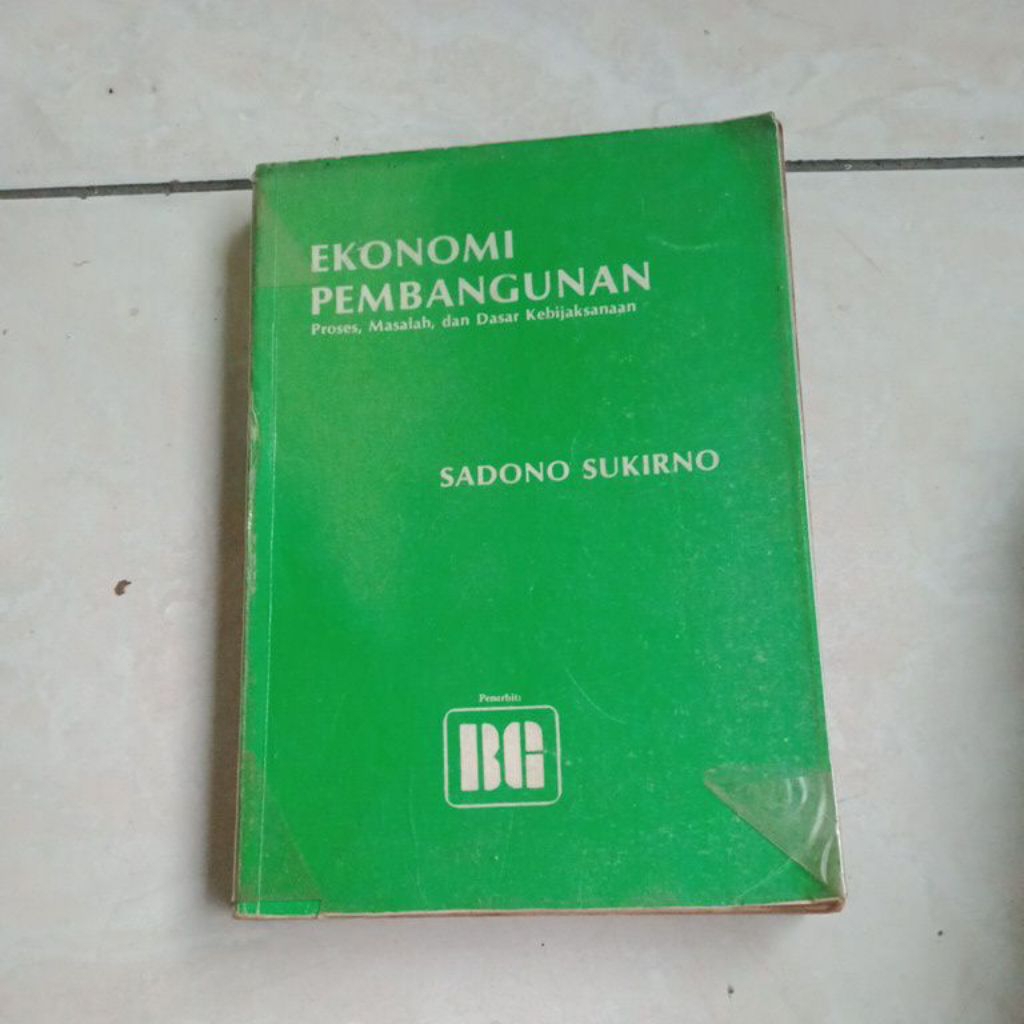 EKONOMI
PEMBANGUNAN
Proses, Masalah, dan Dasar Kebijaksanaan
SADONO SUKIRNO
Penerbit:
BG